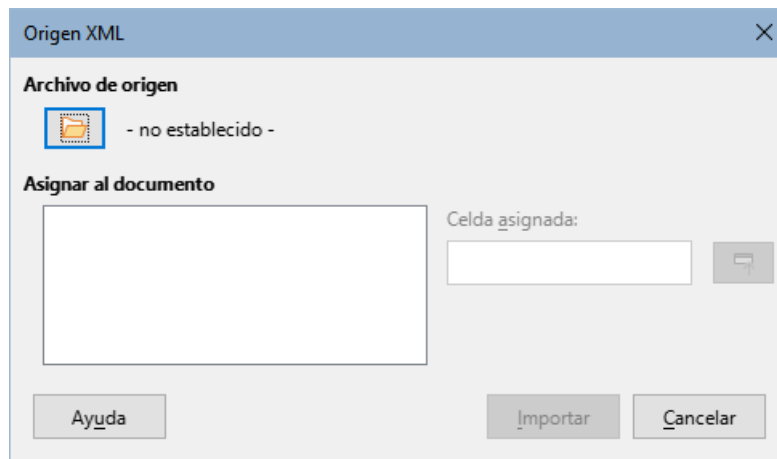 Origen XML
Archivo de origen
- no establecido -
Asignar al documento
Celda asignada:
Ayuda
Importar
Cancelar